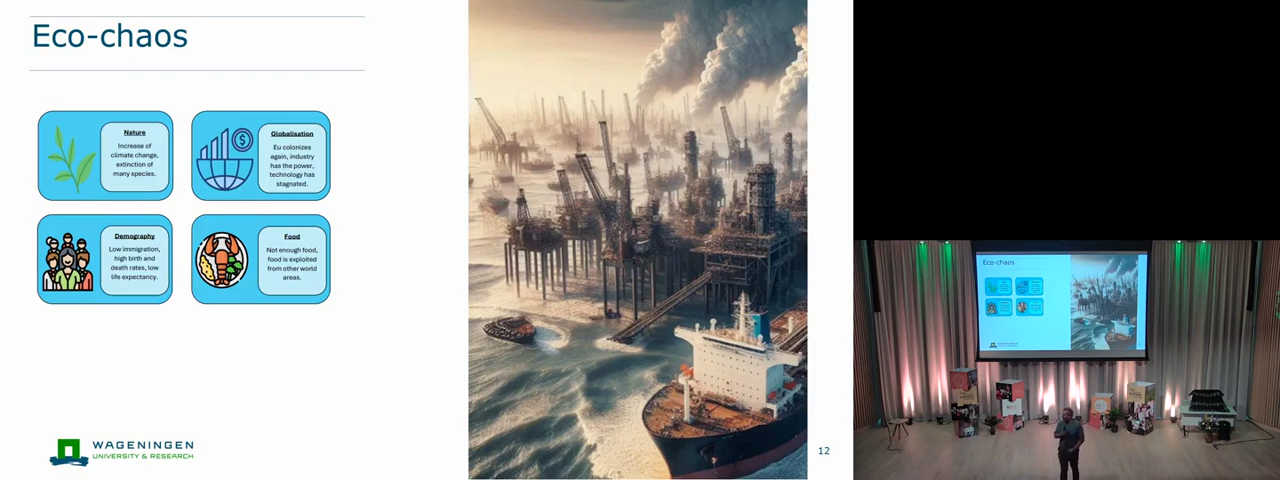 Eco-chaos
Nature
Increase of
climate change,
extinction of
many species.
Globalisation
Eu colonizes
again, industry
has the power,
technology has
stagnated.
Demography
Low immigration,
high birth and
death rates, low
life expectancy.
Food
Not enough food,
food is exploited
from other world
areas.
WAGENINGEN
UNIVERSITY & RESEARCH
12
Eco-chaos